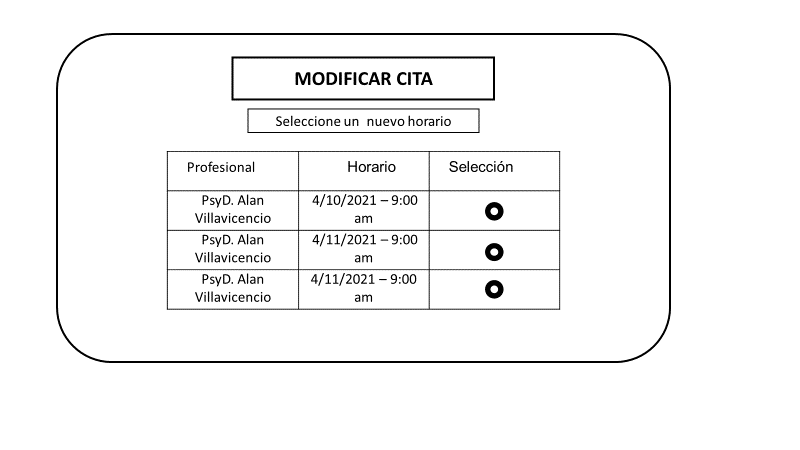 MODIFICAR CITA
Seleccione un  nuevo horario
Profesional Horario Selección
PsyD. Alan
Villavicencio
4/10/2021 – 9:00
am
PsyD. Alan
Villavicencio
4/11/2021 – 9:00
am
PsyD. Alan
Villavicencio
4/11/2021 – 9:00
am